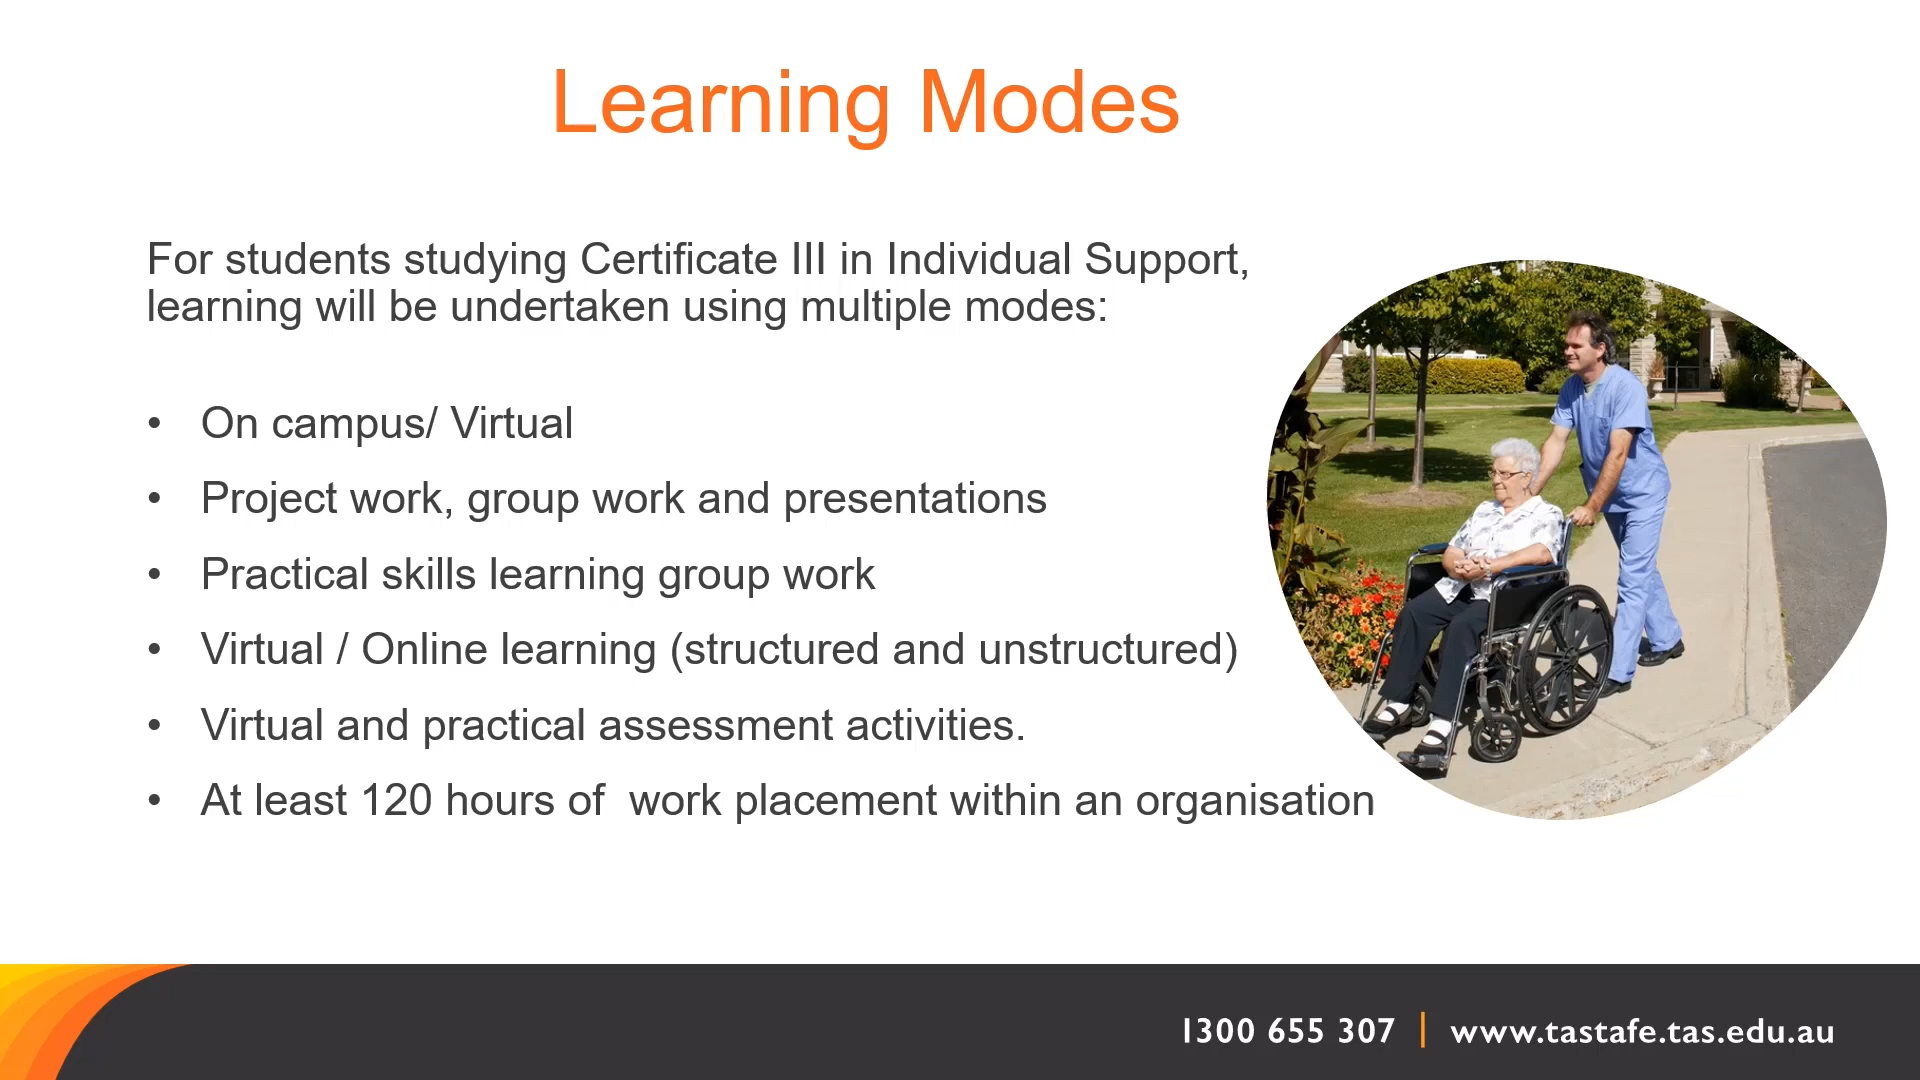 Learning Modes
For students studying Certificate III in Individual Support,
learning will be undertaken using multiple modes:
• On campus/ Virtual
• Project work, group work and presentations
• Practical skills learning group work
• Virtual / Online learning (structured and unstructured)
• Virtual and practical assessment activities.
• At least 120 hours of  work placement within an organisation
1300 655 307 | www.tastafe.tas.edu.au